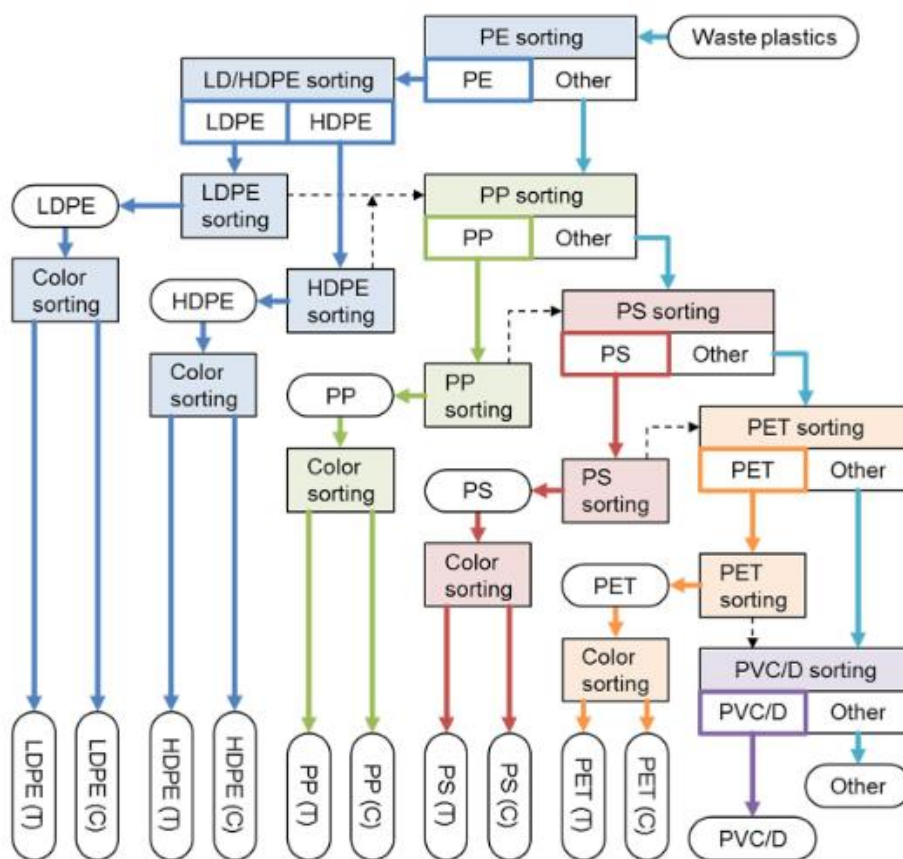 PE sorting
Waste plastics
LD/HDPE sorting
PE
Other
LDPE
HDPE
LDPE
sorting
PP sorting
LDPE
PP
Other
Color
sorting
HDPE
HDPE
sorting
PS sorting
PS
Other
Color
sorting
PP
PP
sorting
PET sorting
PET
Other
Color
sorting
PS
PS
sorting
Color
sorting
PET
PET
sorting
Color
sorting
PVC/D sorting
PVC/D
Other
LDPE (T)
LDPE (C)
HDPE (T)
HDPE (C)
PP (T)
PP (C)
PS (T)
PS (C)
PET (T)
PET (C)
Other
PVC/D